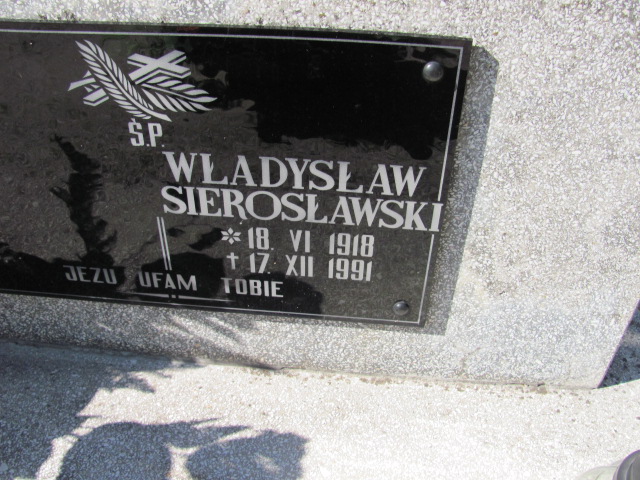 Ś.P.
WŁADYSŁAW
SIEROSŁAWSKI
* 18. VI 1918
† 17. XII 1991
JEZU UFAM TOBIE